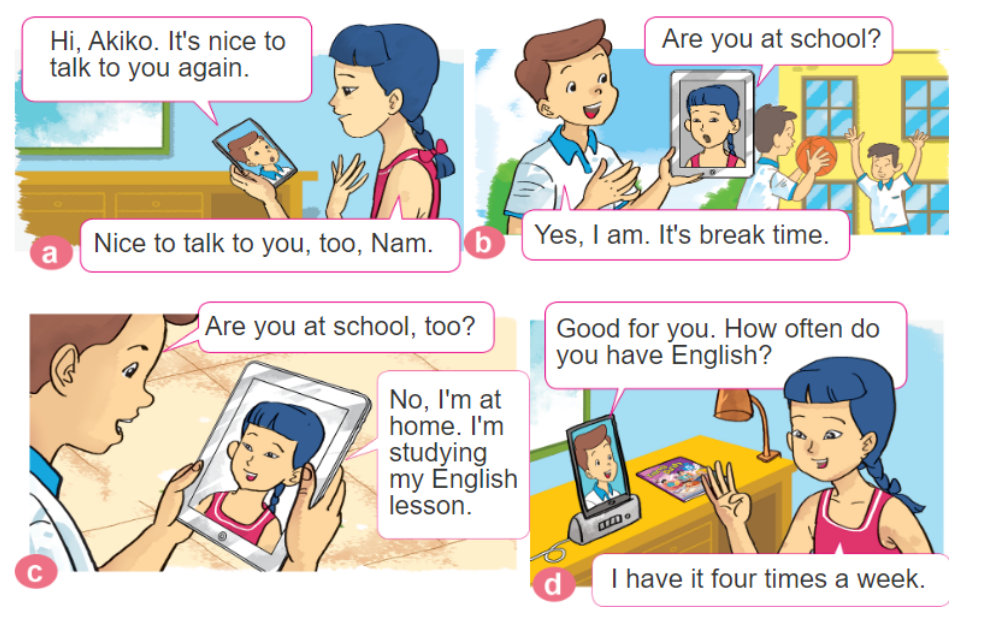 Hi, Akiko. It's nice to
talk to you again.
Nice to talk to you, too, Nam.
a
Are you at school?
Yes, I am. It's break time.
b
Are you at school, too?
No, I'm at
home. I'm
studying
my English
lesson.
c
Good for you. How often do
you have English?
I have it four times a week.
d